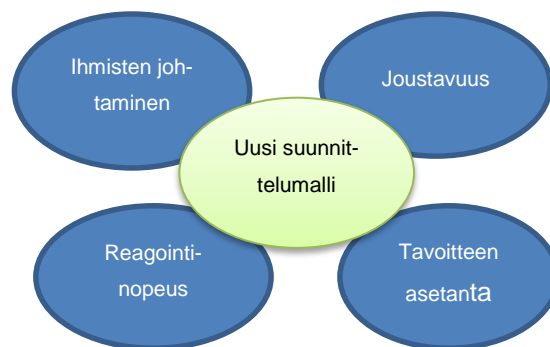 Ihmisten joh-
taminen
Joustavuus
Uusi suunnit-
telumalli
Reagointi-
nopeus
Tavoitteen
asetanta